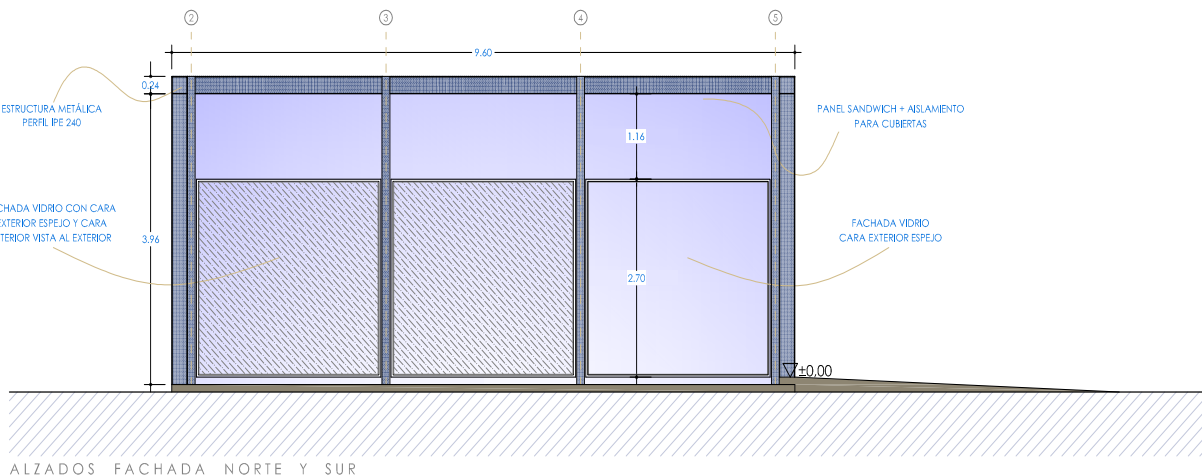 2
3
4
5
9.60
0.24
ESTRUCTURA METÁLICA
PERFIL IPE 240
PANEL SANDWICH + AISLAMIENTO
PARA CUBIERTAS
1.16
CHADA VIDRIO CON CARA
EXTERIOR ESPEJO Y CARA
TERIOR VISTA AL EXTERIOR
3.96
FACHADA VIDRIO
CARA EXTERIOR ESPEJO
2.70
±0,00
ALZADOS FACHADA NORTE Y SUR